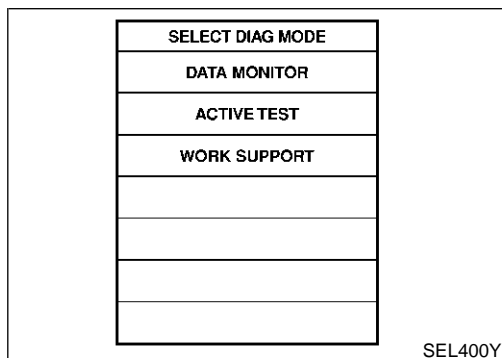 SELECT DIAG MODE
DATA MONITOR
ACTIVE TEST
WORK SUPPORT
SEL400Y